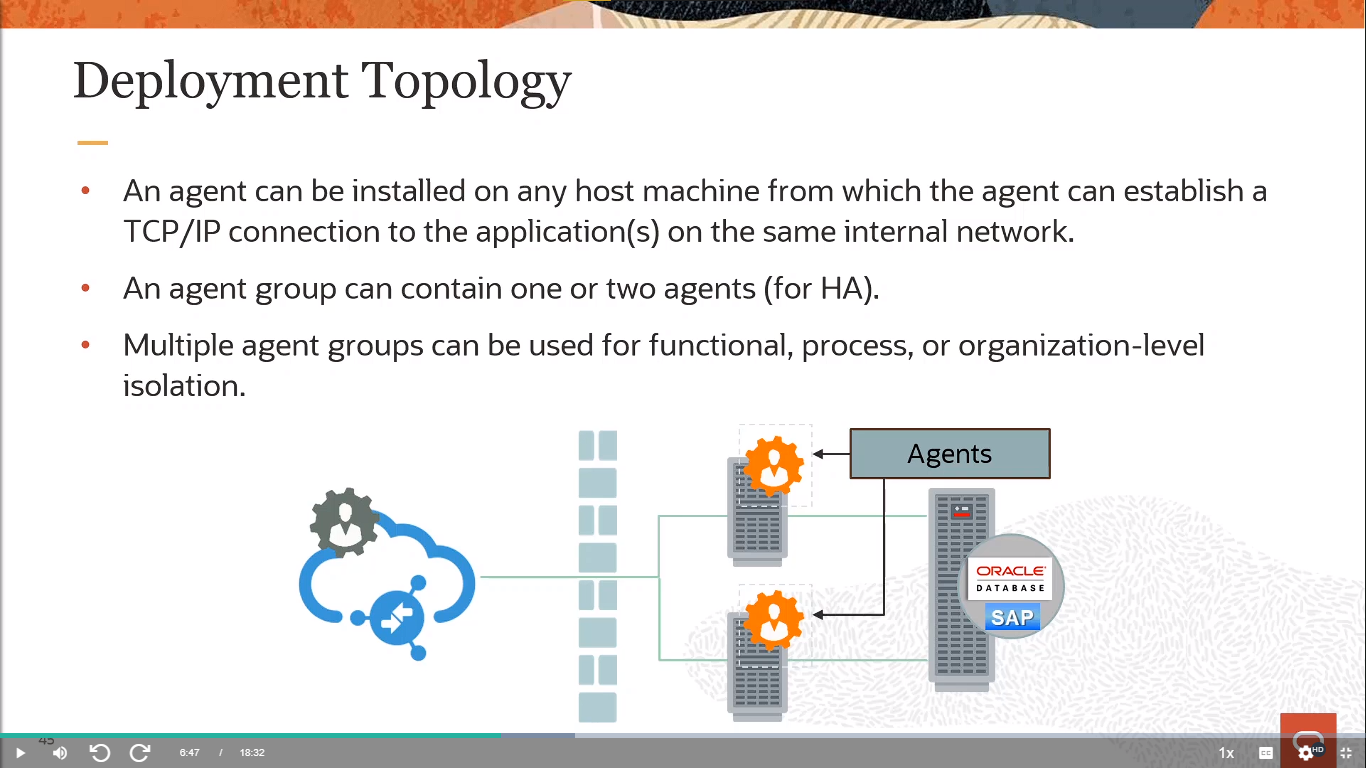 Deployment Topology
• An agent can be installed on any host machine from which the agent can establish a
TCP/IP connection to the application(s) on the same internal network.
• An agent group can contain one or two agents (for HA).
• Multiple agent groups can be used for functional, process, or organization-level
isolation.
Agents
ORACLE
DATABASE
SAP
45
6:47 / 18:32
1x
CC
HD